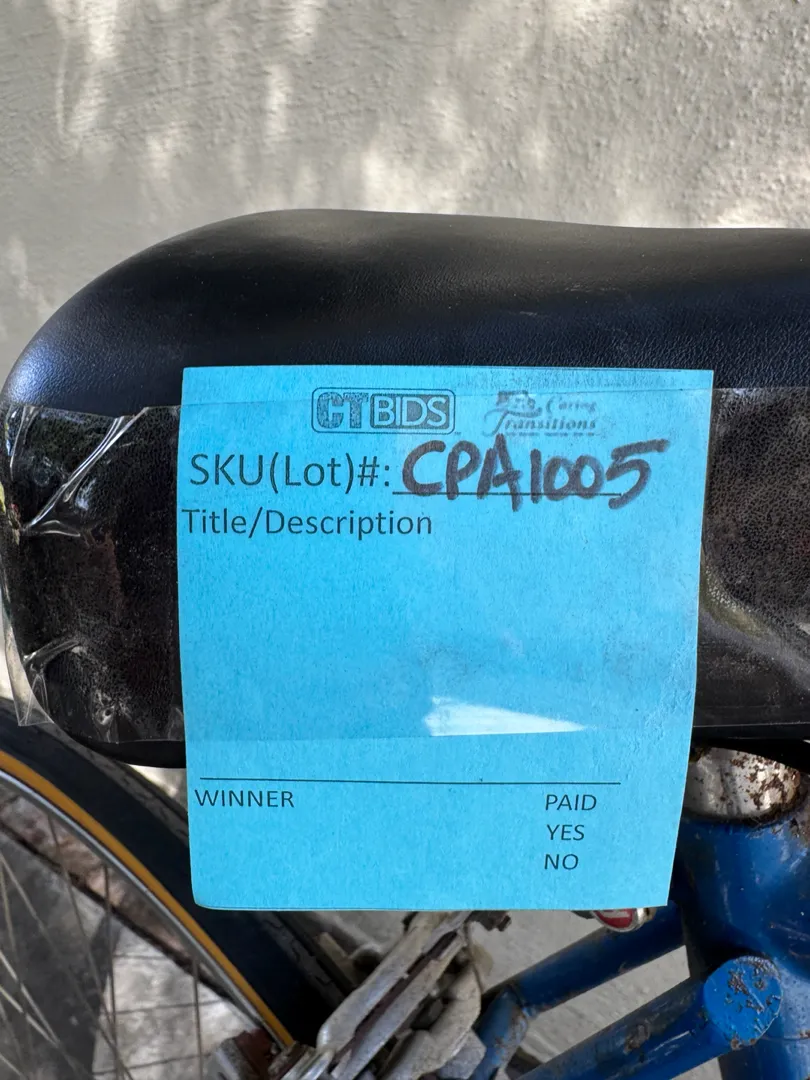 CTBIDS Caring
Transitions
SKU(Lot)#: CPA1005
Title/Description
WINNER PAID
YES
NO